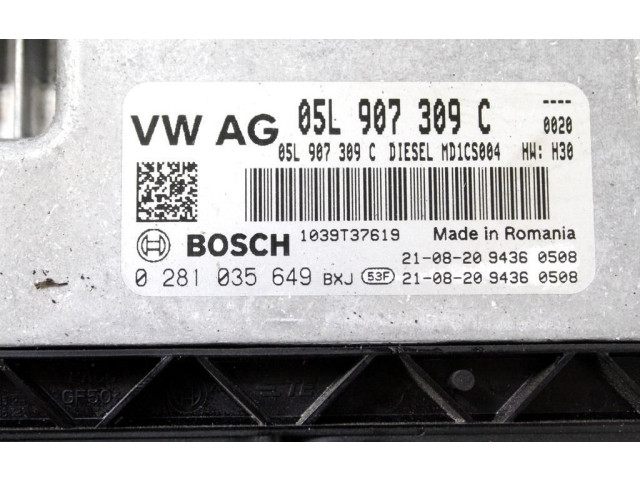 VW AG 05L 907 309 C ----
0020
05L 907 309 C DIESEL MD1CS004 HW: H30
BOSCH 1039T37619 Made in Romania
21-08-20 9436 0508
0 281 035 649 BXJ 53F 21-08-20 9436 0508
GF50